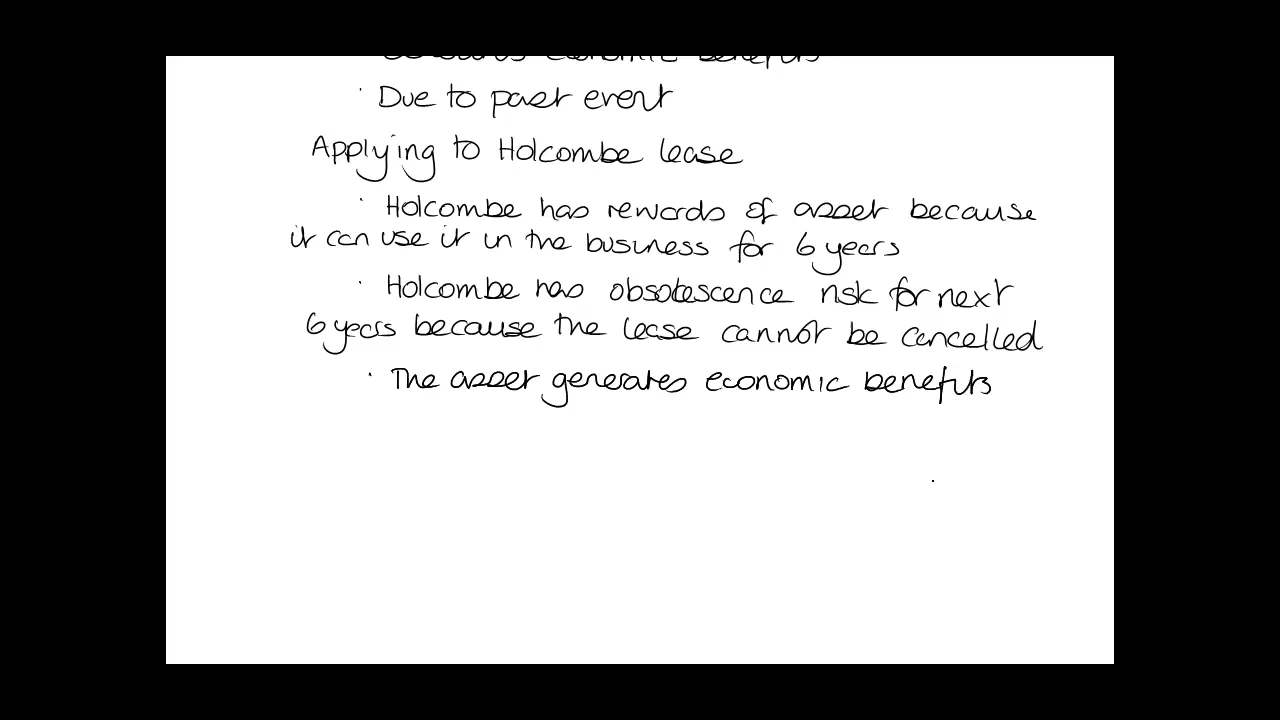 economic benefits
· Due to past event
Applying to Holcombe lease
· Holcombe has rewards of asset because
it can use it in the business for 6 years
· Holcombe has obsolescence risk for next
6 years because the lease cannot be cancelled
· The asset generates economic benefits